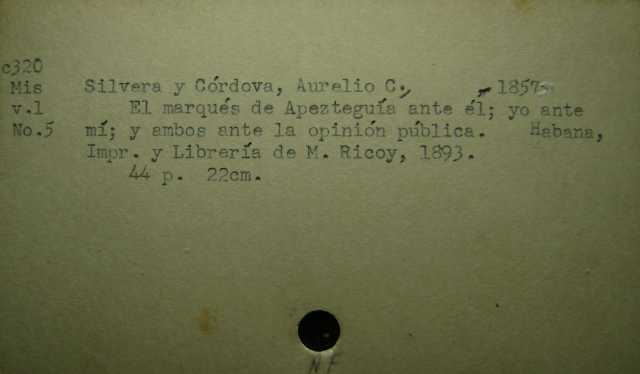 c320
Mis Silvera y Córdova, Aurelio C., - 1857-
v.1 El marqués de Apezteguía ante él; yo ante
No.5 mí; y ambos ante la opinión pública. Habana,
Impr. y Librería de M. Ricoy, 1893.
44 p. 22cm.
NF